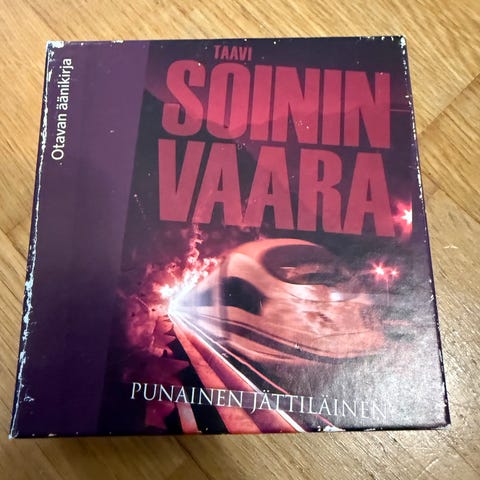 Otavan äänikirja
TAAVI
SOININ
VAARA
PUNAINEN JÄTTILÄINEN